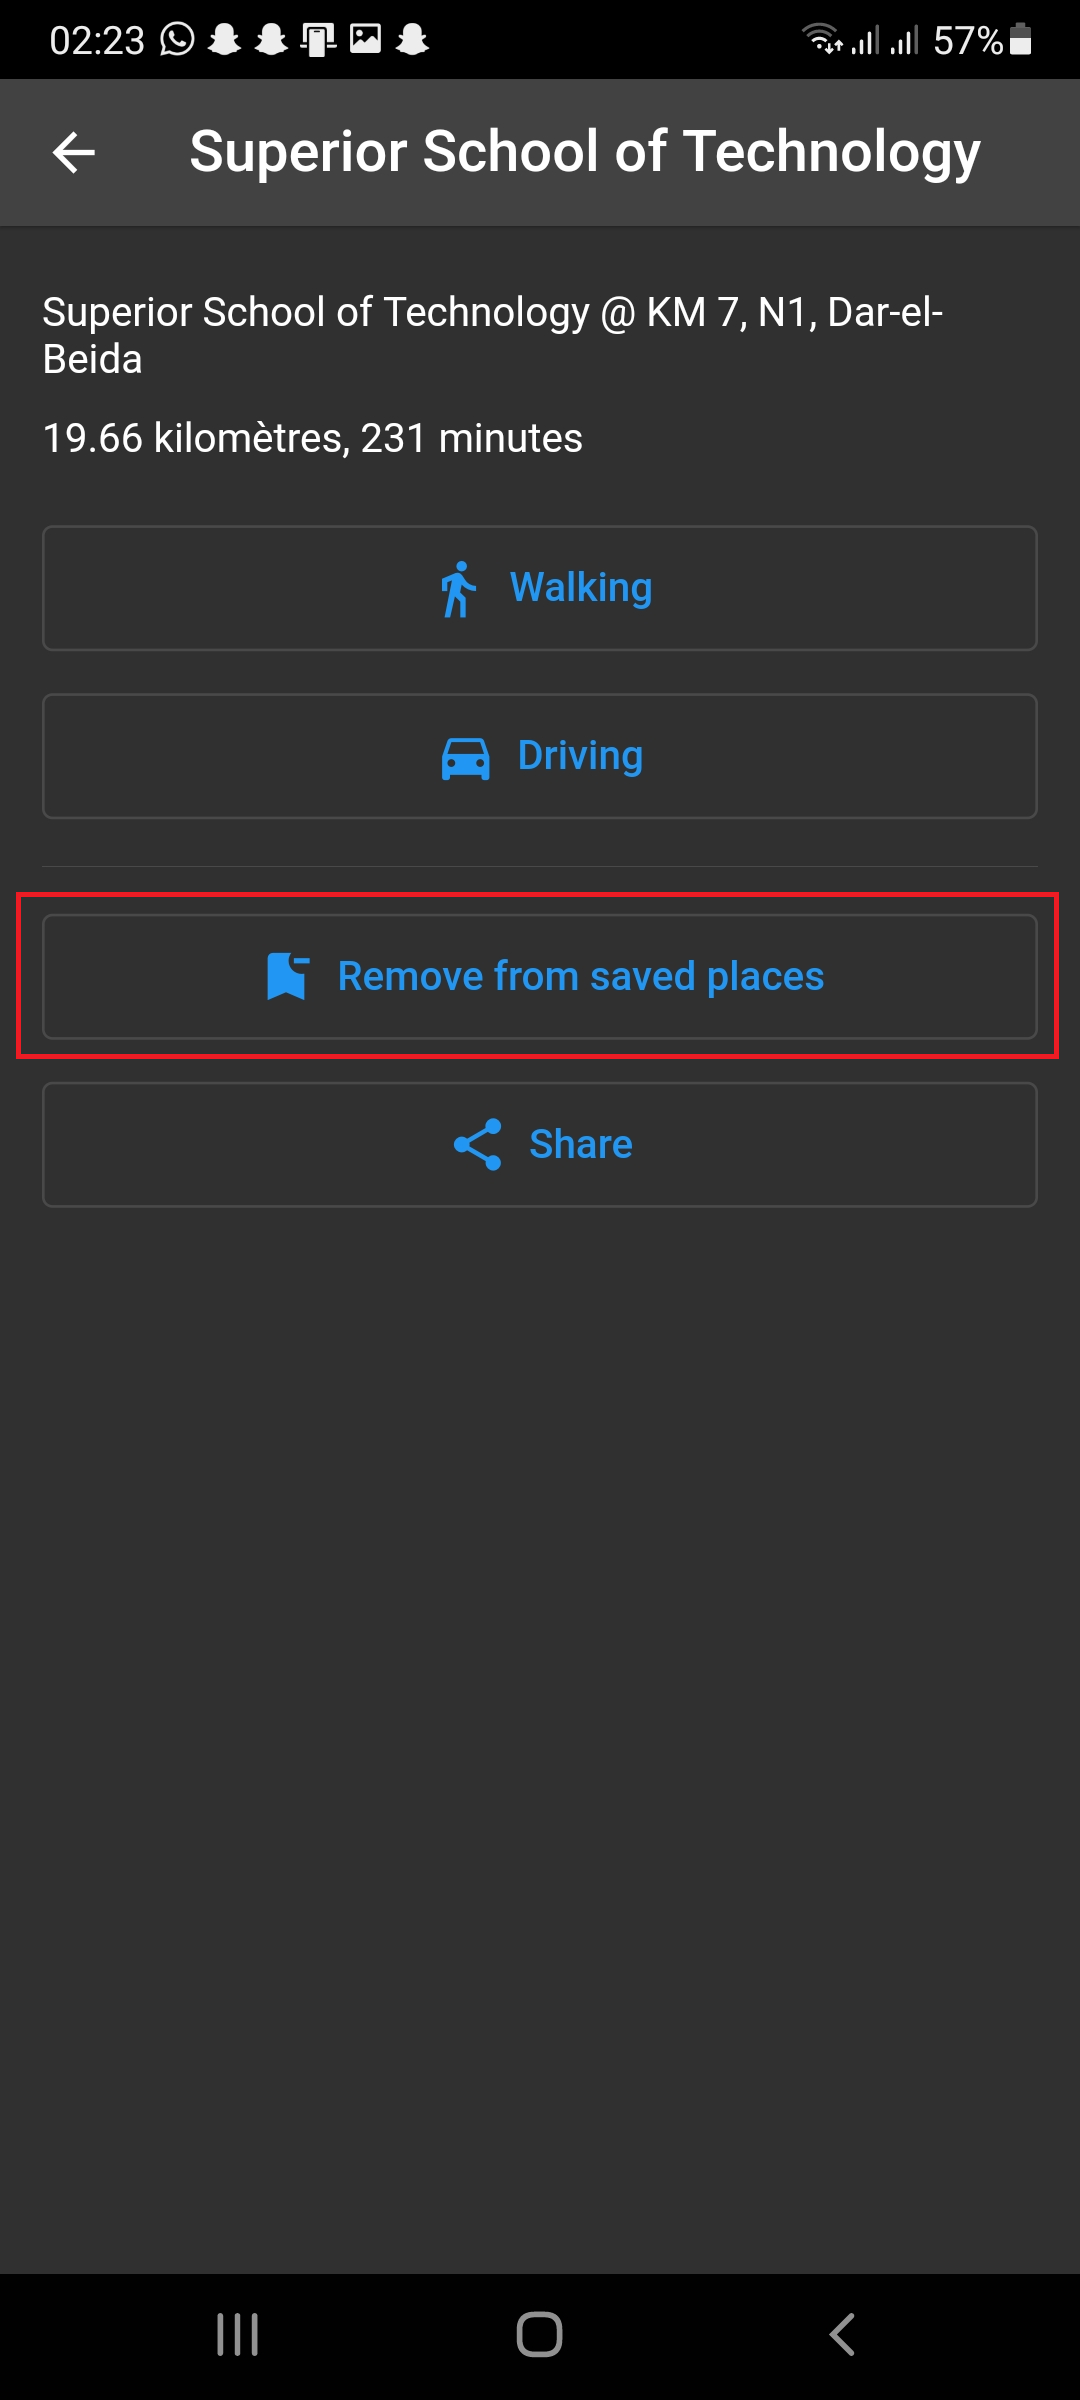 02:23 57%
Superior School of Technology
Superior School of Technology @ KM 7, N1, Dar-el-
Beida
19.66 kilomètres, 231 minutes
Walking
Driving
Remove from saved places
Share